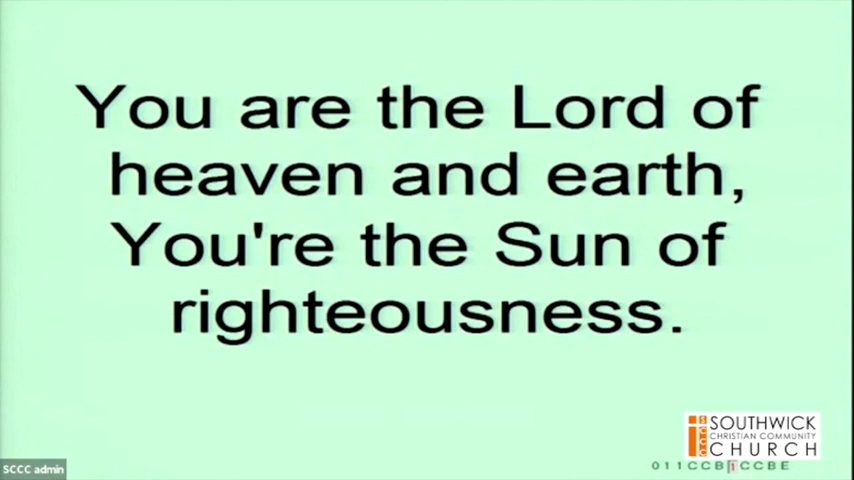 You are the Lord of
heaven and earth,
You're the Sun of
righteousness.
SOUTHWICK
CHRISTIAN COMMUNITY
CHURCH
SCCC admin
011CCB1CCBE